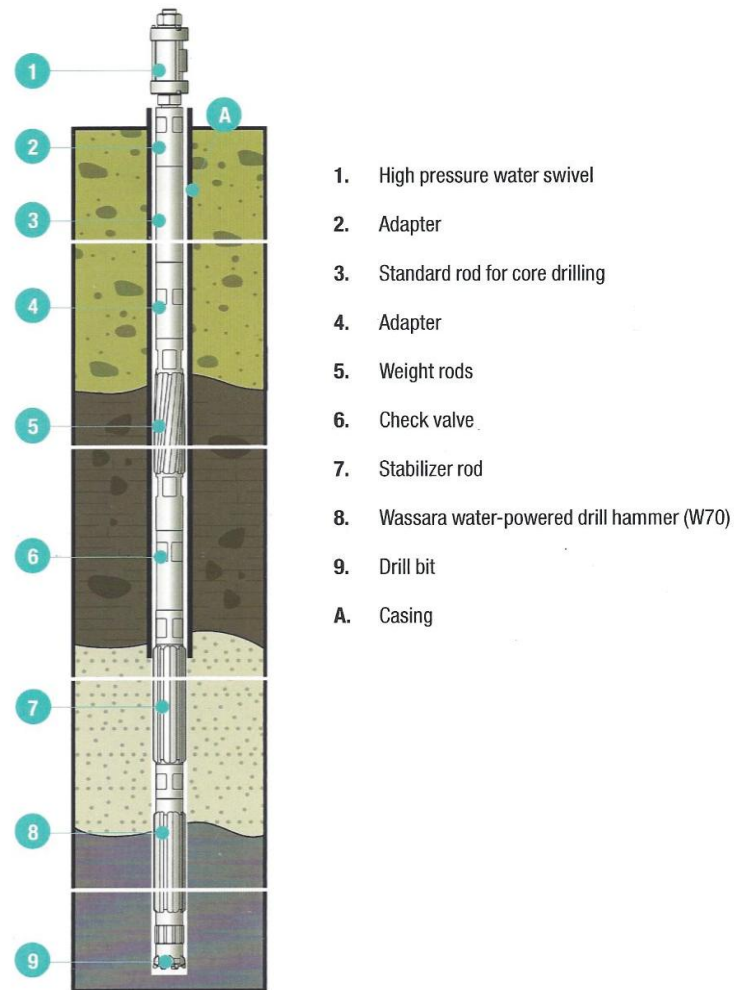 1
A
2
3
4
5
6
7
8
9
1. High pressure water swivel
2. Adapter
3. Standard rod for core drilling
4. Adapter
5. Weight rods
6. Check valve
7. Stabilizer rod
8. Wassara water-powered drill hammer (W70)
9. Drill bit
A. Casing